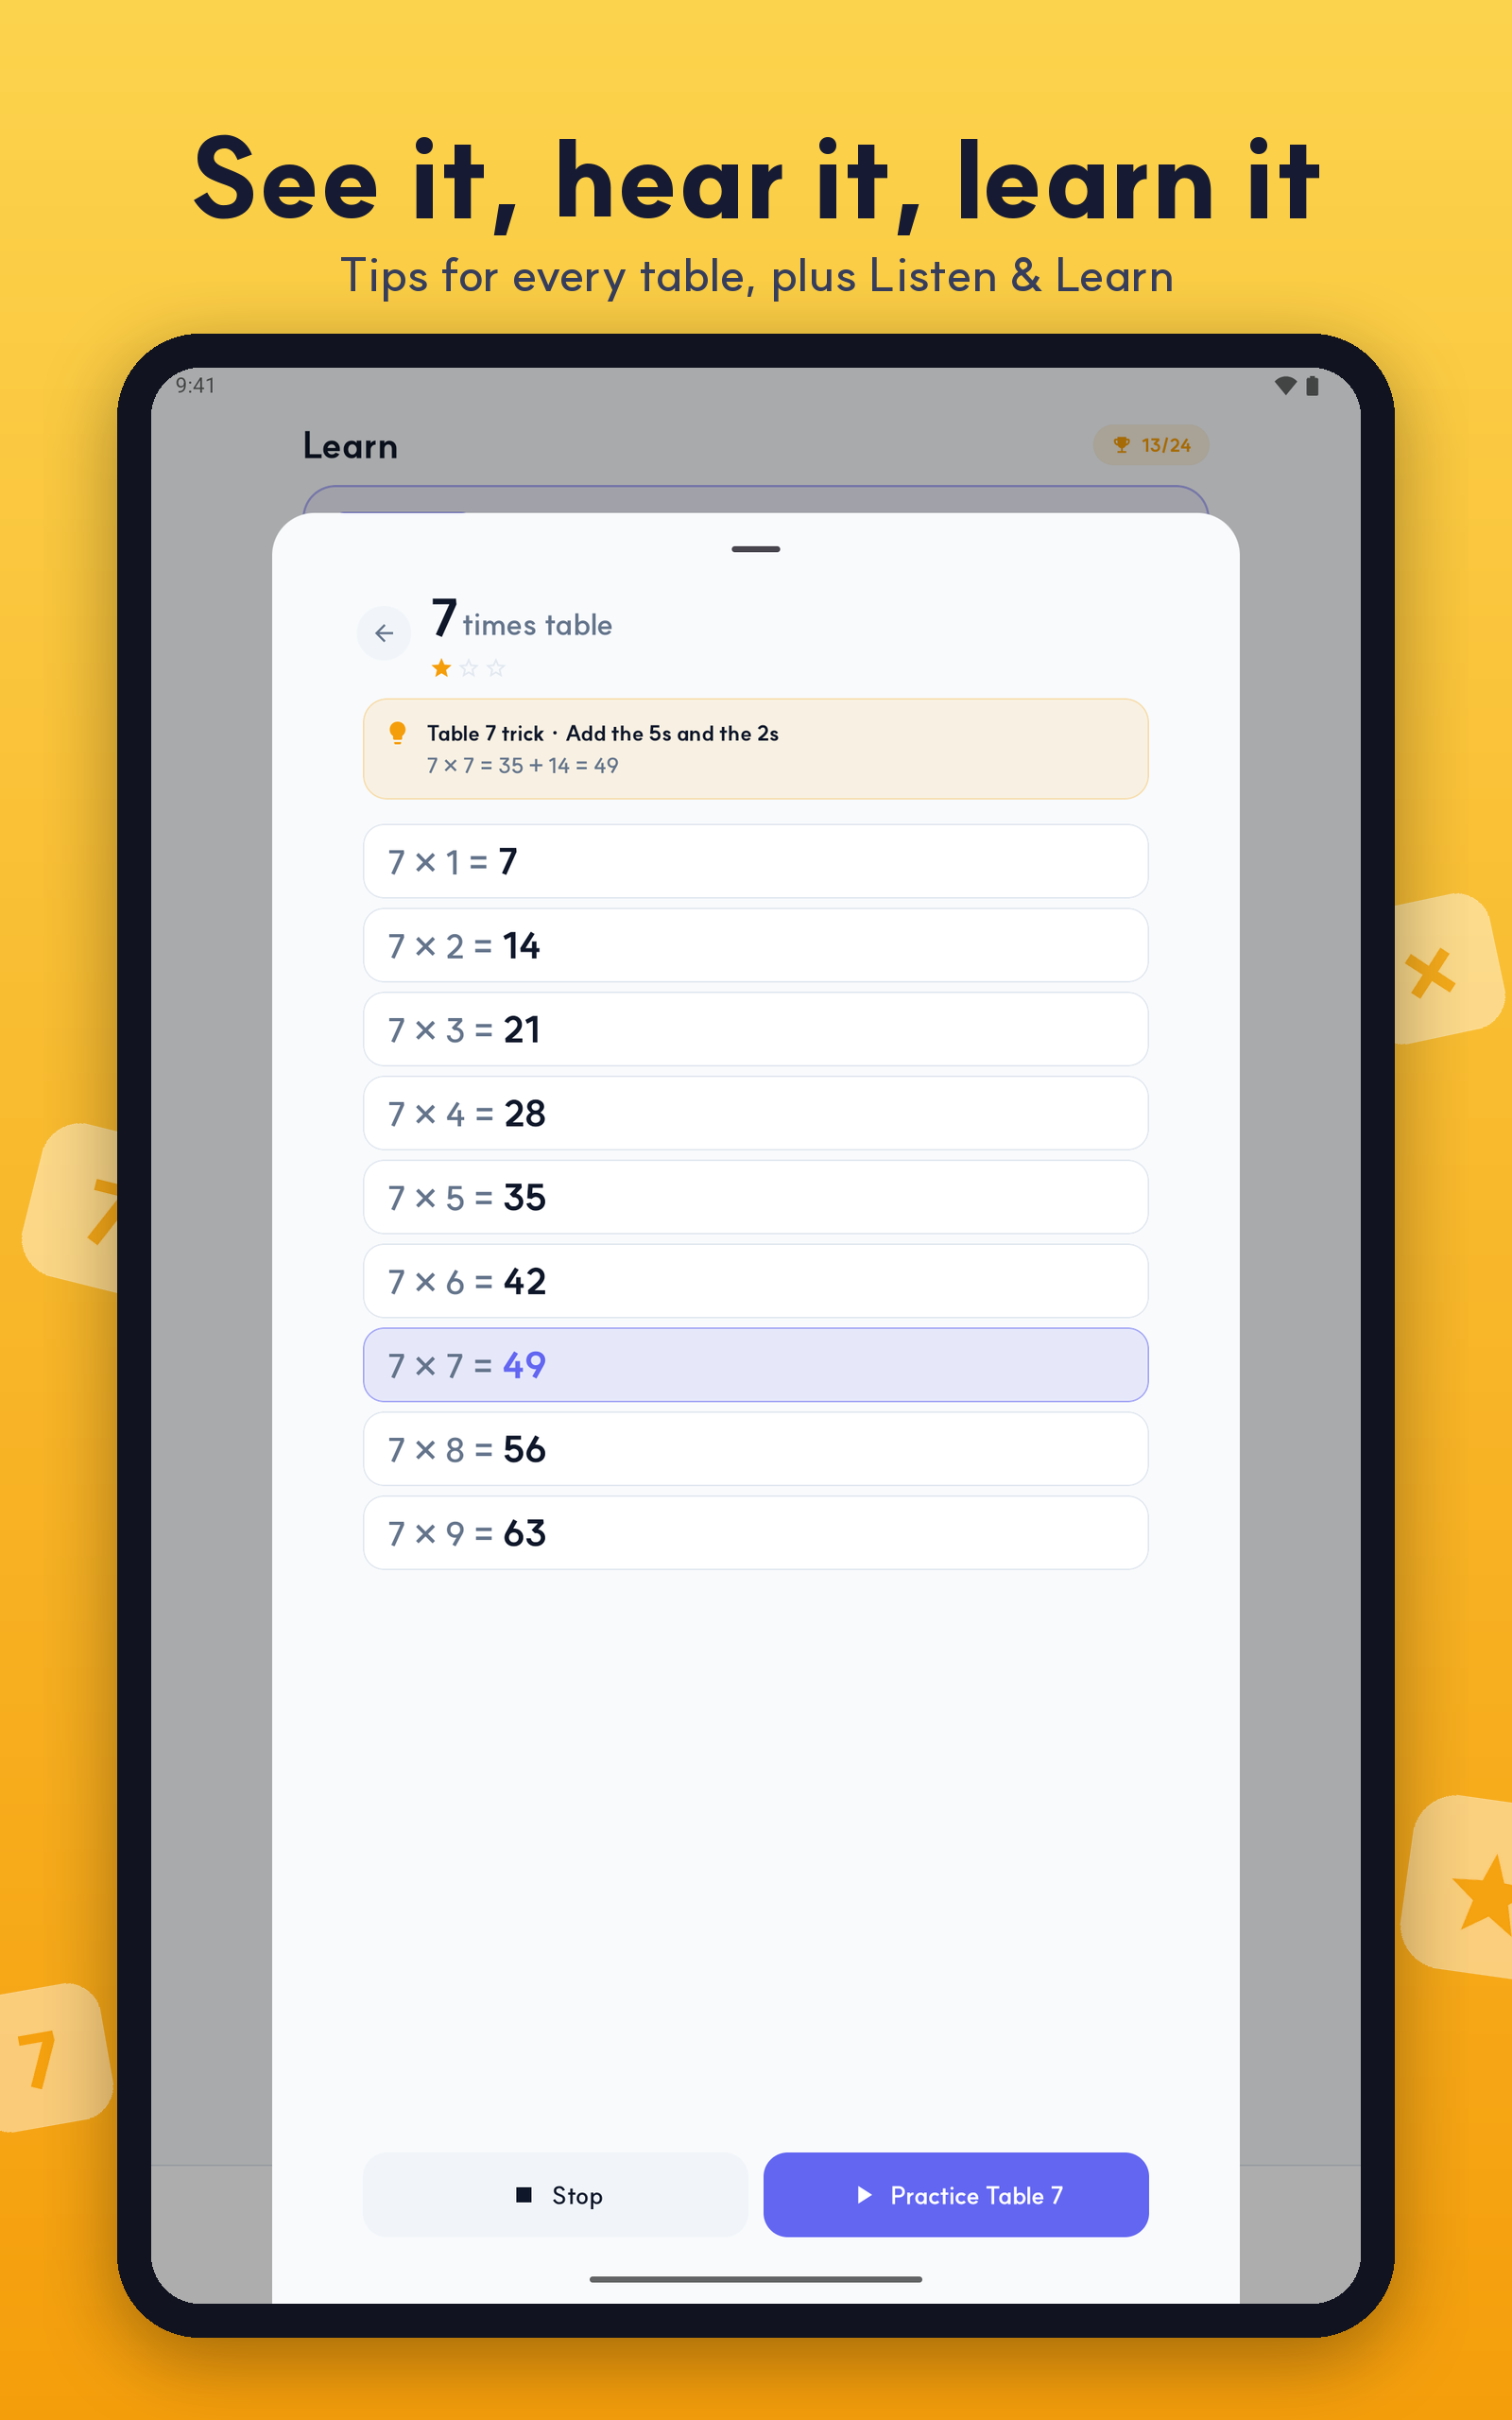 See it, hear it, learn it
Tips for every table, plus Listen & Learn
9:41
Learn
13/24
7 times table
Table 7 trick · Add the 5s and the 2s
7 × 7 = 35 + 14 = 49
7 × 1 = 7
7 × 2 = 14
7 × 3 = 21
7 × 4 = 28
7 × 5 = 35
7 × 6 = 42
7 × 7 = 49
7 × 8 = 56
7 × 9 = 63
×
7
7
Stop
Practice Table 7